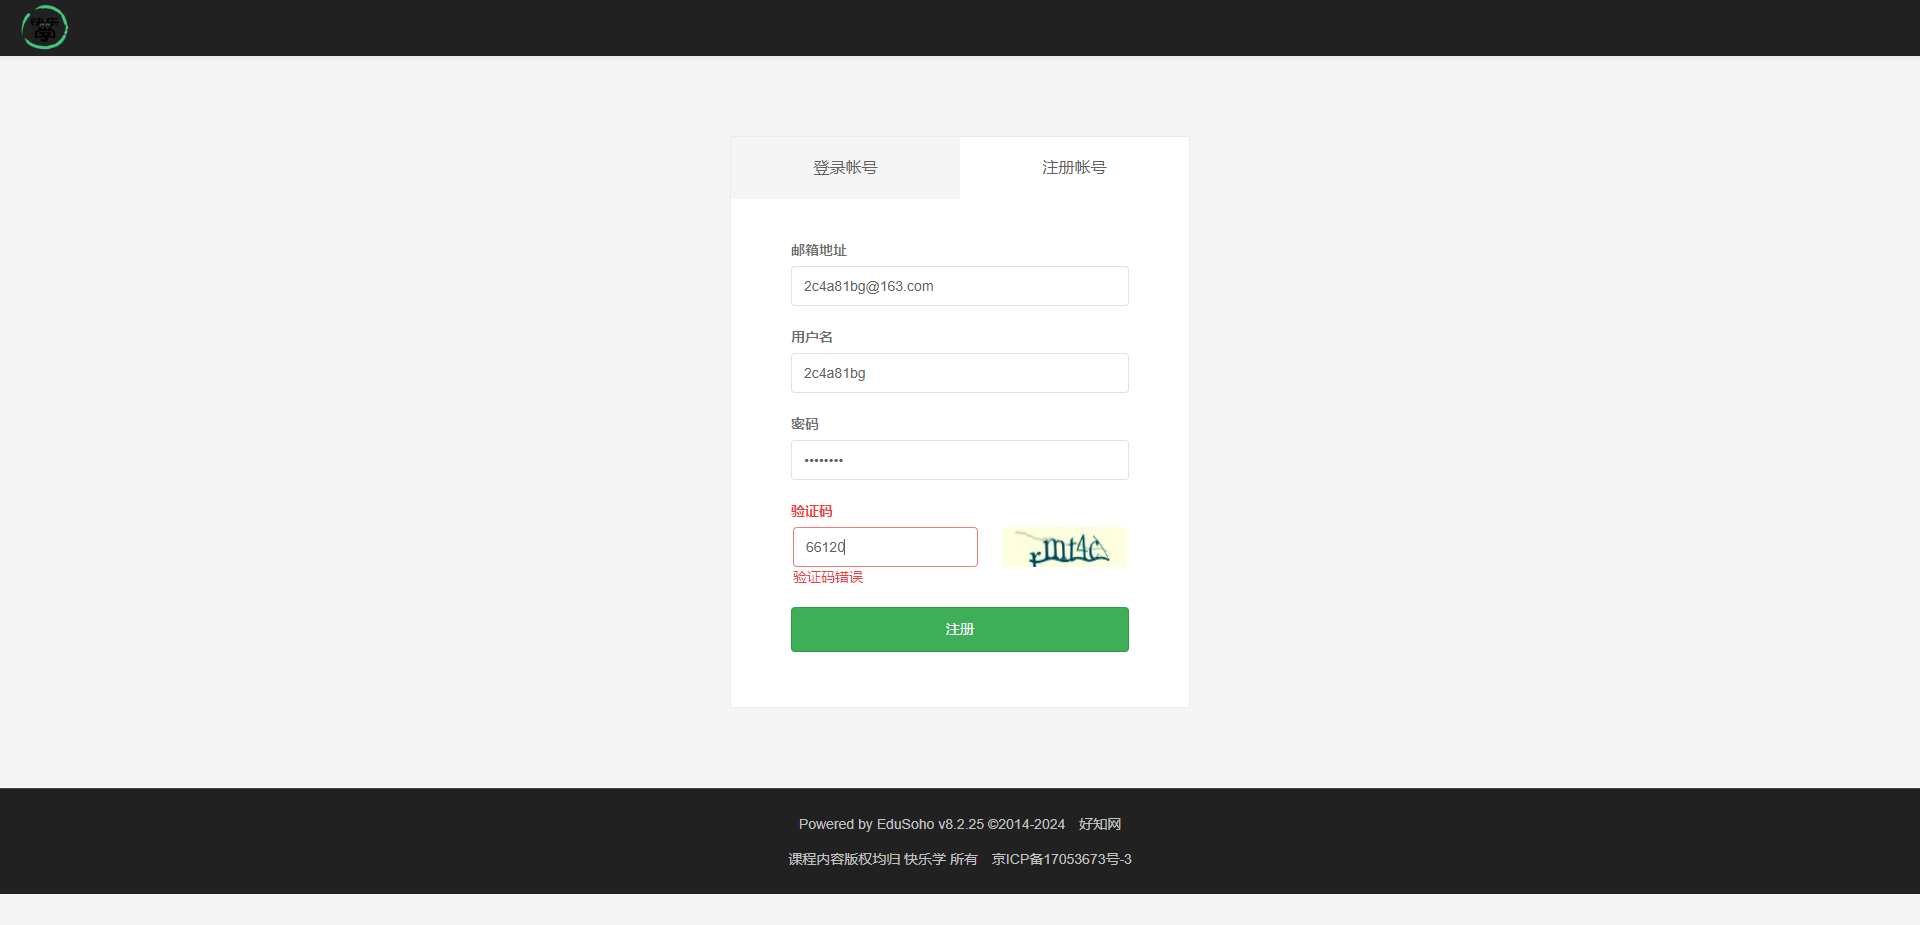 快乐
學
登录帐号
注册帐号
邮箱地址
2c4a81bg@163.com
用户名
2c4a81bg
密码
••••••••
验证码
66120
rmt4c
验证码错误
注册
Powered by EduSoho v8.2.25 ©2014-2024 好知网
课程内容版权均归 快乐学 所有 京ICP备17053673号-3